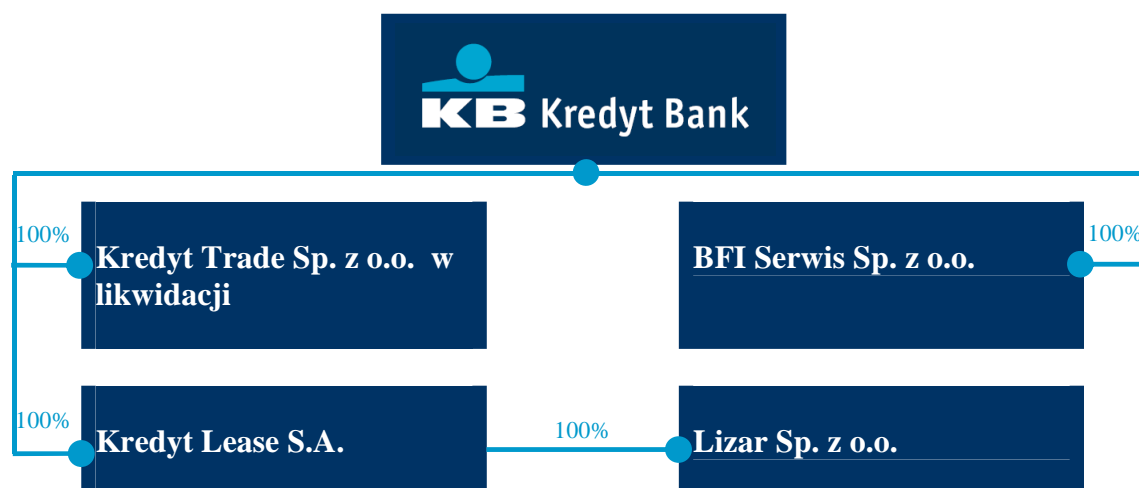 KB Kredyt Bank
100%
Kredyt Trade Sp. z o.o. w
likwidacji
BFI Serwis Sp. z o.o.
100%
100%
Kredyt Lease S.A.
100%
Lizar Sp. z o.o.